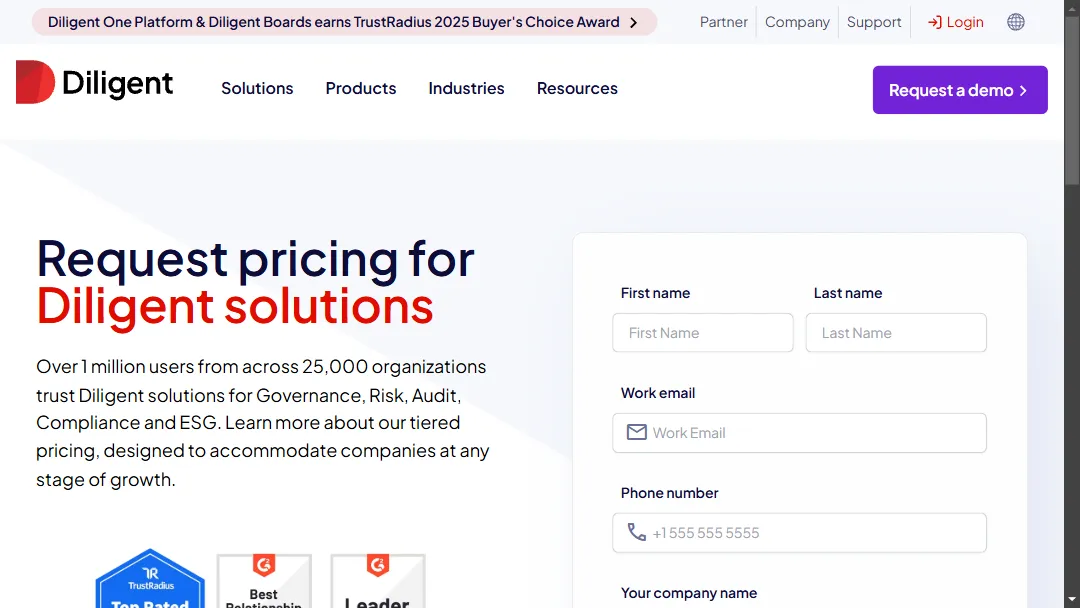 Diligent One Platform & Diligent Boards earns TrustRadius 2025 Buyer's Choice Award
Partner
Company
Support
Login
Diligent
Solutions
Products
Industries
Resources
Request a demo
Request pricing for
Diligent solutions
Over 1 million users from across 25,000 organizations
trust Diligent solutions for Governance, Risk, Audit,
Compliance and ESG. Learn more about our tiered
pricing, designed to accommodate companies at any
stage of growth.
TR
TrustRadius
Top Rated
G
Best
Relationship
G
Leader
First name
Last name
First Name
Last Name
Work email
Work Email
Phone number
+1 555 555 5555
Your company name